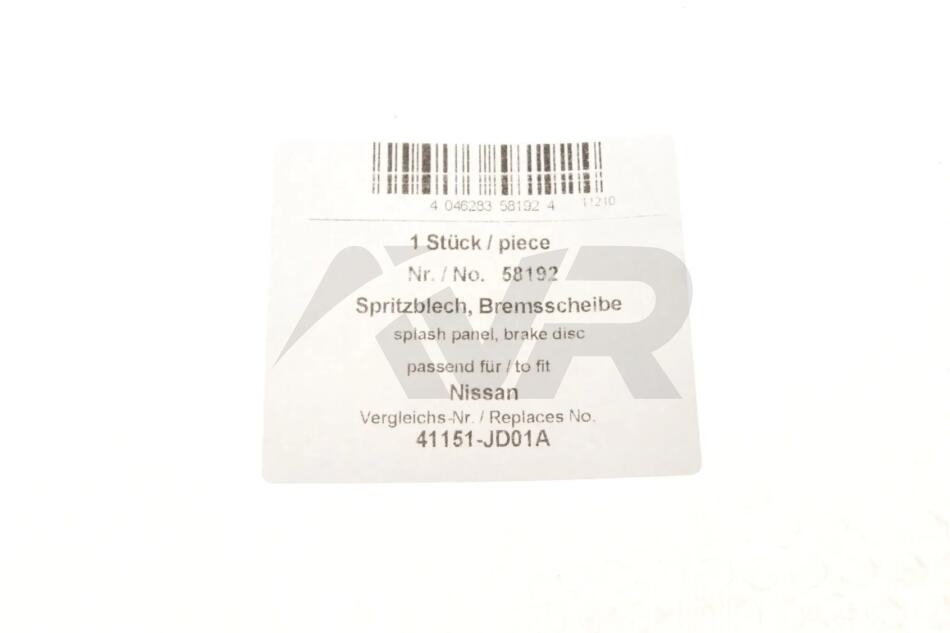 4 046283 58192 4 11210
1 Stück / piece
Nr. / No. 58192
Spritzblech, Bremsscheibe
splash panel, brake disc
passend für / to fit
Nissan
Vergleichs-Nr. / Replaces No.
41151-JD01A
IVR